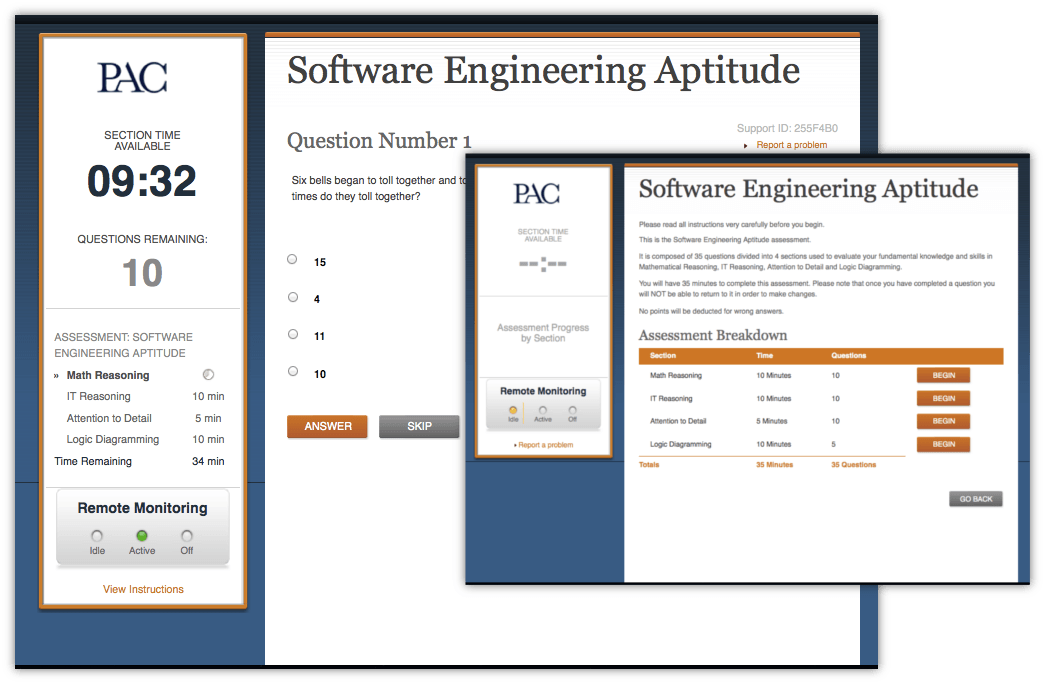 PAC
SECTION TIME
AVAILABLE
09:32
QUESTIONS REMAINING:
10
ASSESSMENT: SOFTWARE
ENGINEERING APTITUDE
» Math Reasoning
IT Reasoning 10 min
Attention to Detail 5 min
Logic Diagramming 10 min
Time Remaining 34 min
Remote Monitoring
Idle Active Off
View Instructions
Software Engineering Aptitude
Support ID: 255F4B0
Report a problem
Question Number 1
Six bells began to toll together and
times do they toll together?
15
4
11
10
ANSWER SKIP
PAC
SECTION TIME
AVAILABLE
--:--
Assessment Progress
by Section
Remote Monitoring
Idle Active Off
Report a problem
Software Engineering Aptitude
Please read all instructions very carefully before you begin.
This is the Software Engineering Aptitude assessment.
It is composed of 35 questions divided into 4 sections used to evaluate your fundamental knowledge and skills in
Mathematical Reasoning, IT Reasoning, Attention to Detail and Logic Diagramming.
You will have 35 minutes to complete this assessment. Please note that once you have completed a question you
will NOT be able to return to it in order to make changes.
No points will be deducted for wrong answers.
Assessment Breakdown
Section Time Questions
Math Reasoning 10 Minutes 10 BEGIN
IT Reasoning 10 Minutes 10 BEGIN
Attention to Detail 5 Minutes 10 BEGIN
Logic Diagramming 10 Minutes 5 BEGIN
Totals 35 Minutes 35 Questions
GO BACK